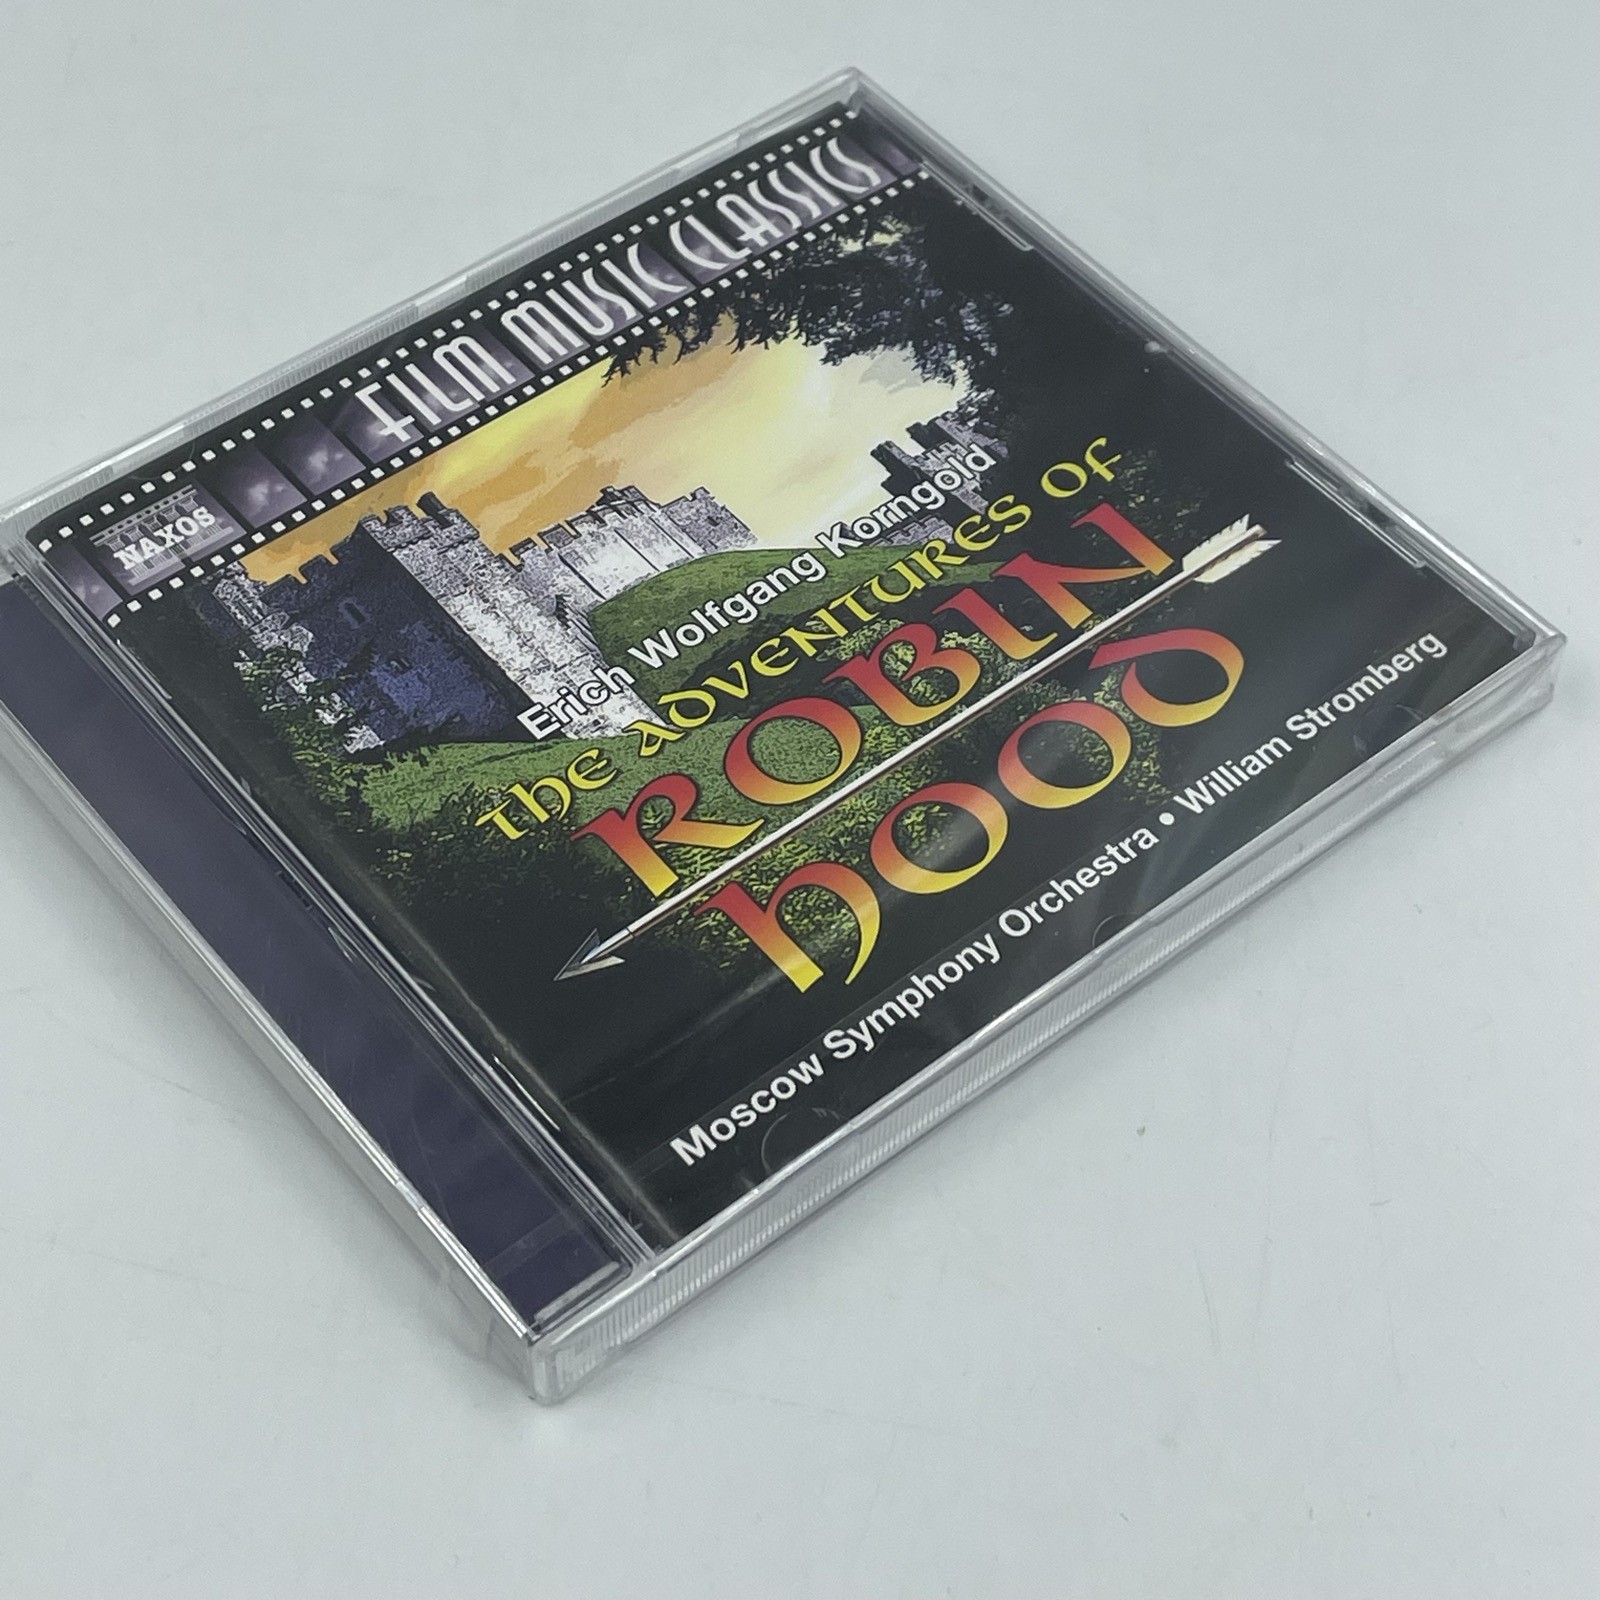 FILM MUSIC CLASSICS
NAXOS
Erich Wolfgang Korngold
THE ADVENTURES OF
ROBIN
HOOD
Moscow Symphony Orchestra • William Stromberg